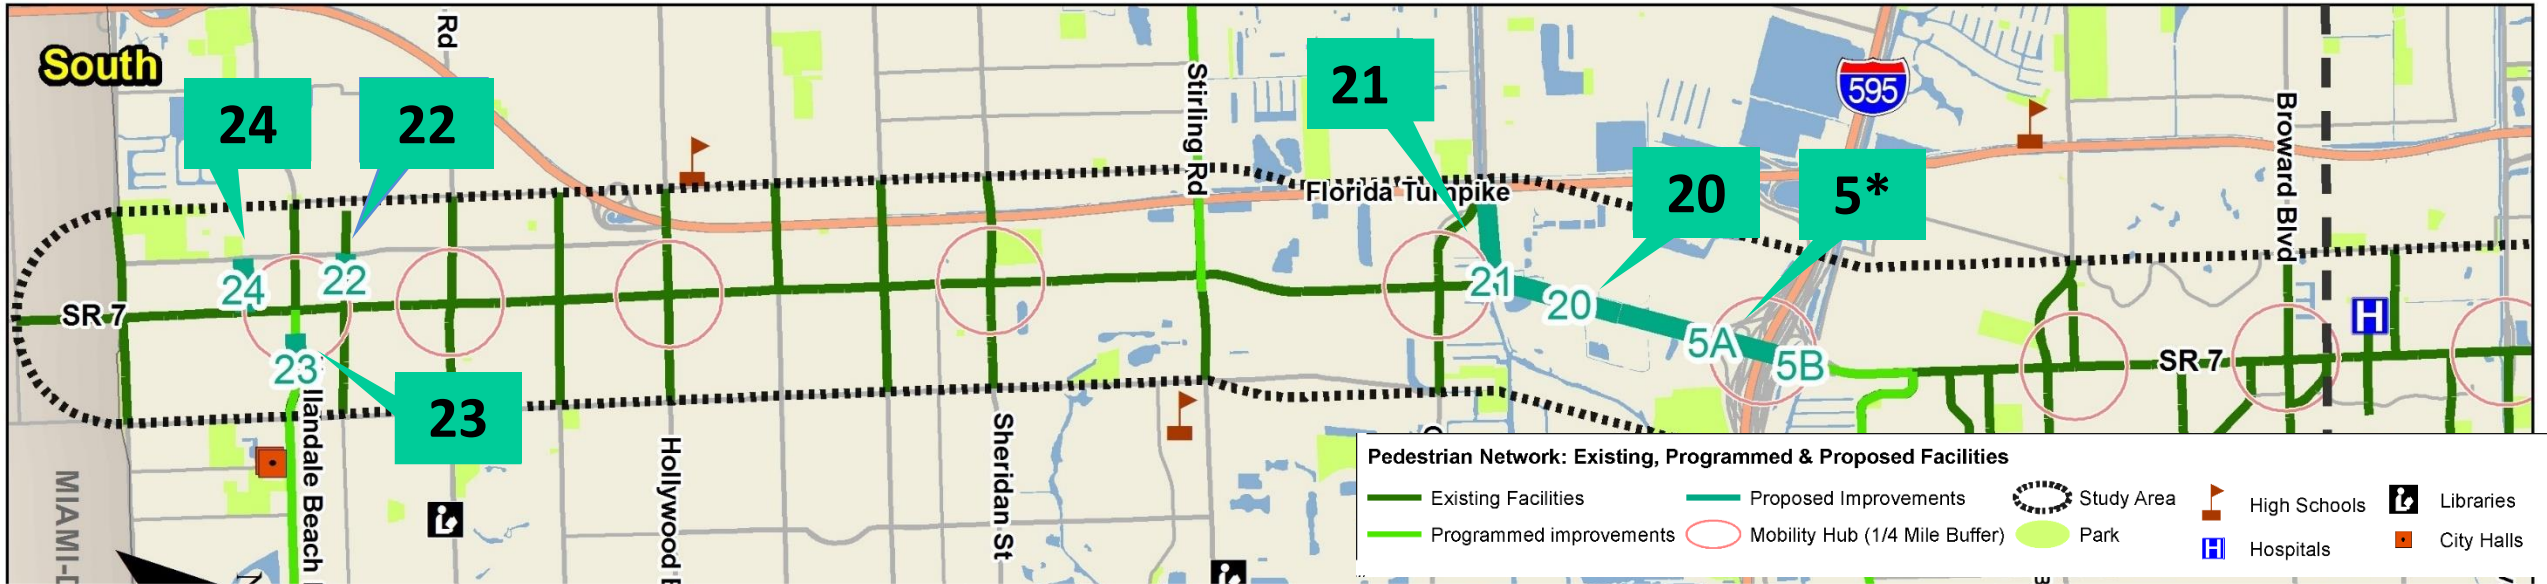 South
Rd
24
22
21
595
20
5*
Stirling Rd
Florida Turnpike
Broward Blvd
24
22
21
20
5A
5B
SR 7
SR 7
23
23
H
llandale Beach
Hollywood
Sheridan St
MIAMI-D
N
Pedestrian Network: Existing, Programmed & Proposed Facilities
Existing Facilities
Proposed Improvements
Study Area
High Schools
Libraries
Programmed improvements
Mobility Hub (1/4 Mile Buffer)
Park
H
Hospitals
City Halls